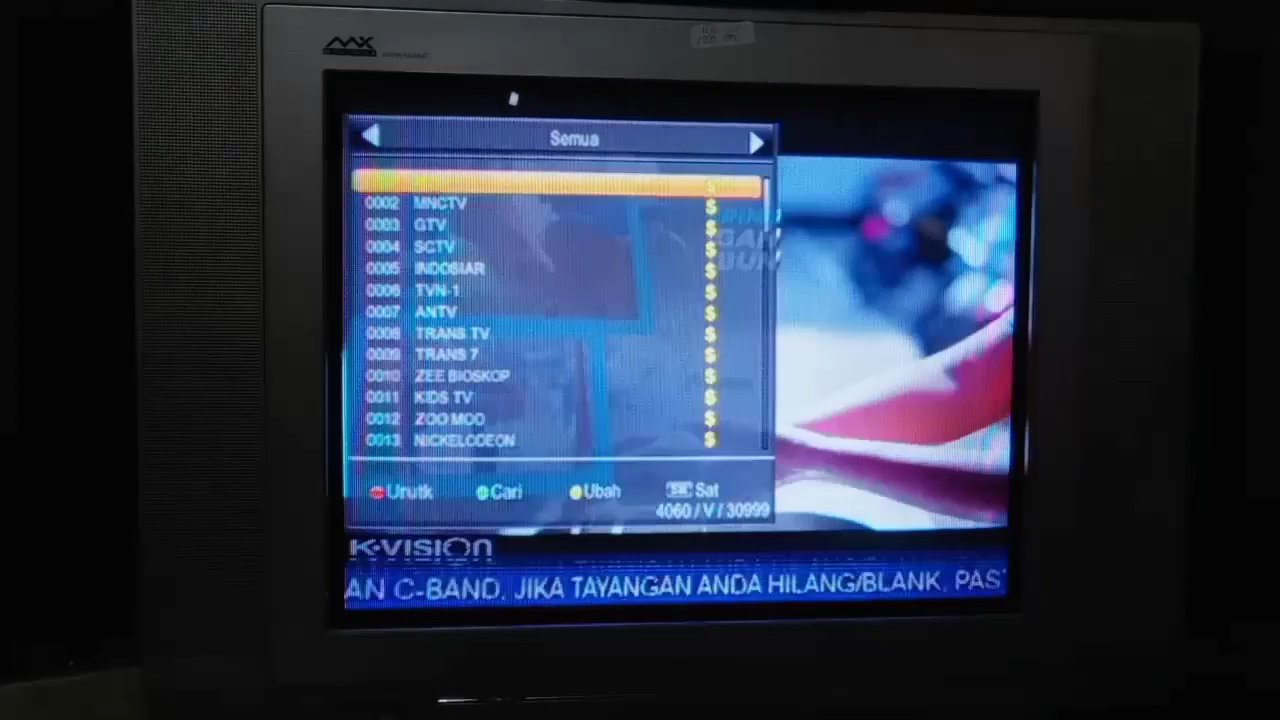 Semua
0002 MNCTV $
0003 GTV $
0004 SCTV $
0005 INDOSIAR $
0006 TVN-1 $
0007 ANTV $
0008 TRANS TV $
0009 TRANS 7 $
0010 ZEE BIOSKOP $
0011 KIDS TV $
0012 ZOO MOO $
0013 NICKELODEON $
Urutk Cari Ubah Sat
4060 / V / 30999
K-VISION
AN C-BAND, JIKA TAYANGAN ANDA HILANG/BLANK, PAS